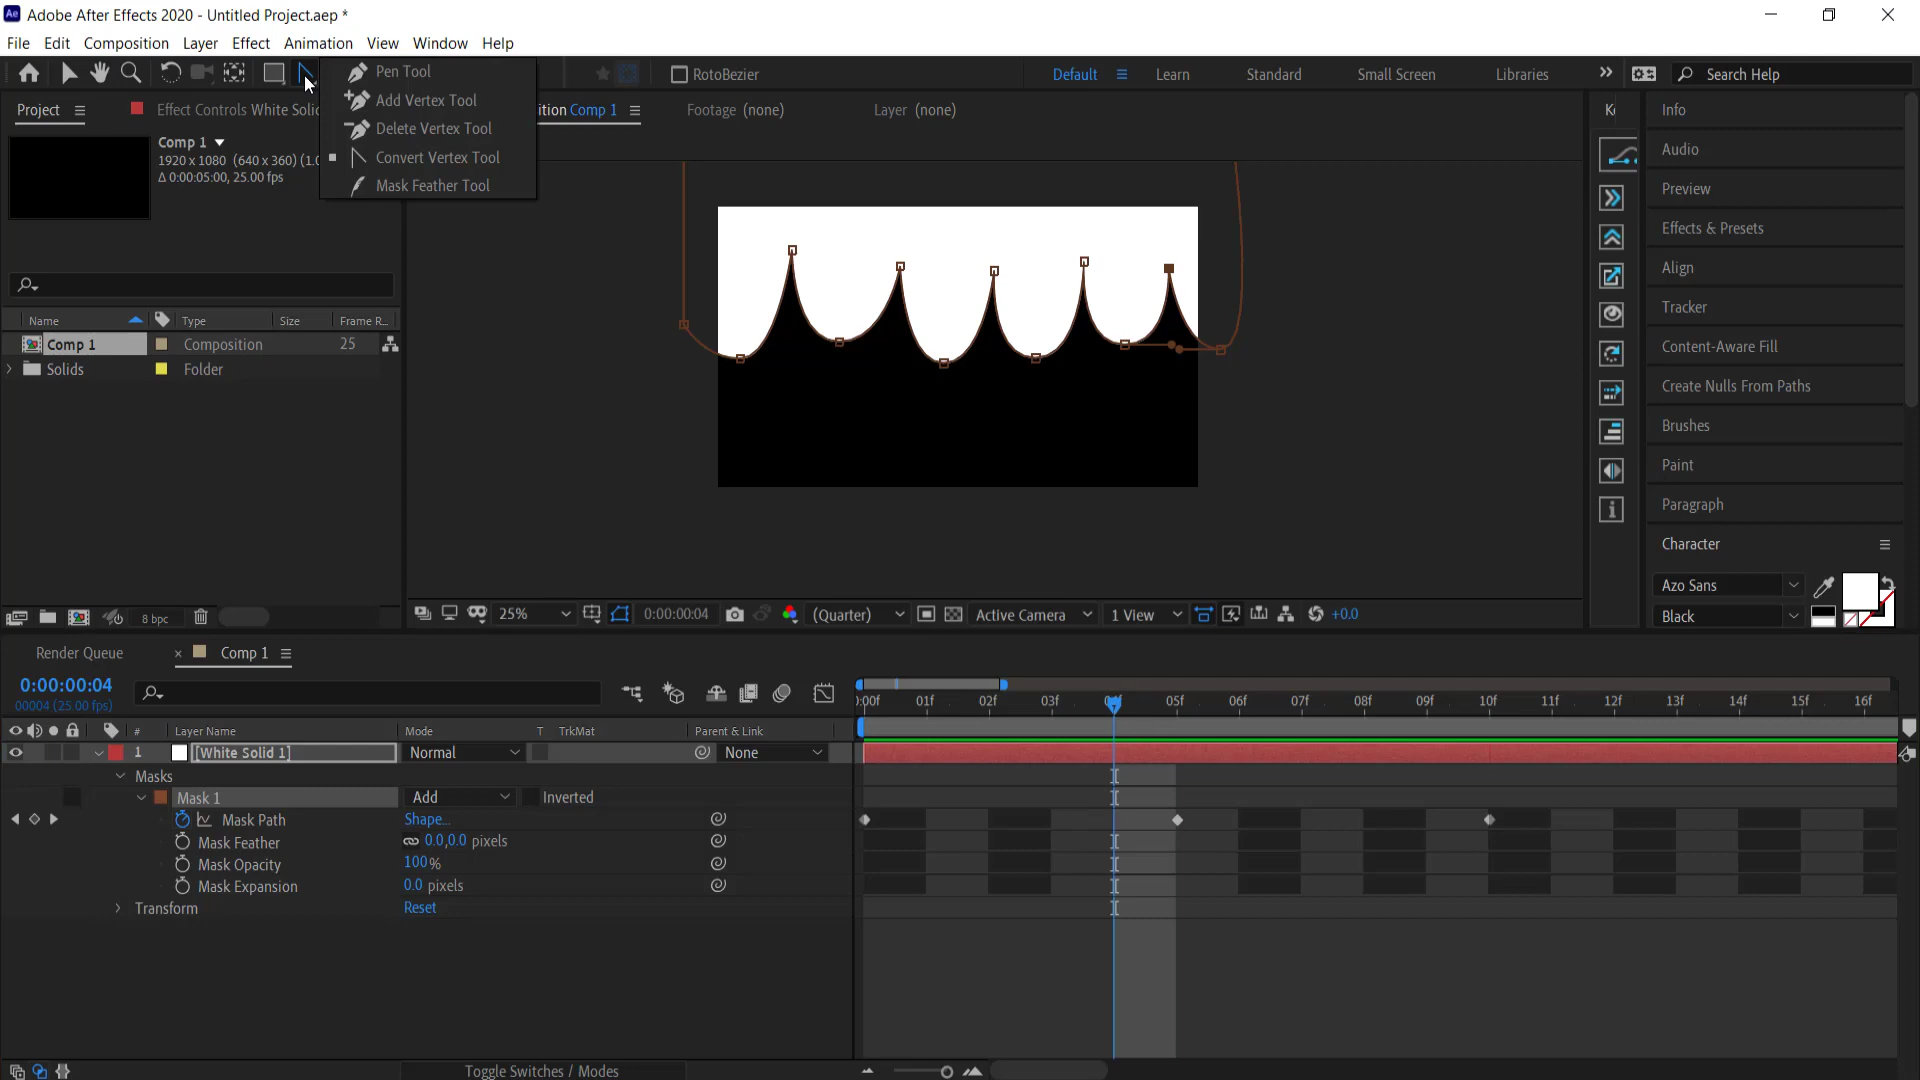 Adobe After Effects 2020 - Untitled Project.aep *
File Edit Composition Layer Effect Animation View Window Help
RotoBezier
Default Learn Standard Small Screen Libraries
Search Help
Pen Tool
Add Vertex Tool
Delete Vertex Tool
Convert Vertex Tool
Mask Feather Tool
Project
Effect Controls White Solid
ition Comp 1
Footage (none)
Layer (none)
Comp 1
1920 x 1080 (640 x 360) (1.0
Δ 0:00:05:00, 25.00 fps
Name Type Size Frame R...
Comp 1 Composition 25
Solids Folder
8 bpc
25% 0:00:00:04 (Quarter) Active Camera 1 View +0.0
Info
Audio
Preview
Effects & Presets
Align
Tracker
Content-Aware Fill
Create Nulls From Paths
Brushes
Paint
Paragraph
Character
Azo Sans
Black
Render Queue
× Comp 1
0:00:00:04
00004 (25.00 fps)
:00f 01f 02f 03f 05f 06f 07f 08f 09f 10f 11f 12f 13f 14f 15f 16f
# Layer Name Mode T TrkMat Parent & Link
1 [White Solid 1] Normal None
Masks
Mask 1 Add Inverted
Mask Path Shape...
Mask Feather 0.0,0.0 pixels
Mask Opacity 100%
Mask Expansion 0.0 pixels
Transform Reset
Toggle Switches / Modes